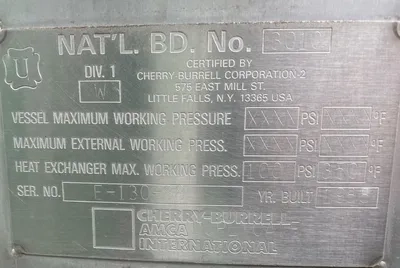 NAT'L. BD. No.
U
DIV. 1
W
CERTIFIED BY
CHERRY BURRELL CORPORATION-2
575 EAST MILL ST.
LITTLE FALLS, N.Y. 13365 USA
VESSEL MAXIMUM WORKING PRESSURE XXXX PSI °F
MAXIMUM EXTERNAL WORKING PRESS. XXXX PSI °F
HEAT EXCHANGER MAX. WORKING PRESS. PSI °F
SER. NO. YR. BUILT
CHERRY-BURRELL
AMCA
INTERNATIONAL